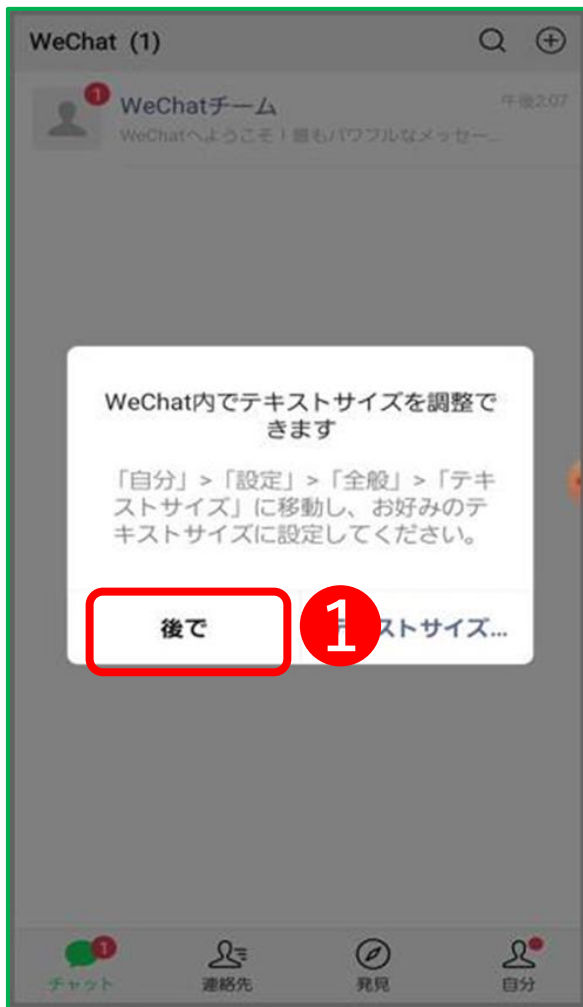 WeChat (1)
1
WeChatチーム
午後2:07
WeChatへようこそ！最もパワフルなメッセー...
WeChat内でテキストサイズを調整で
きます
「自分」>「設定」>「全般」>「テキ
ストサイズ」に移動し、お好みのテ
キストサイズに設定してください。
後で
1
ストサイズ...
1
チャット
連絡先
発見
自分